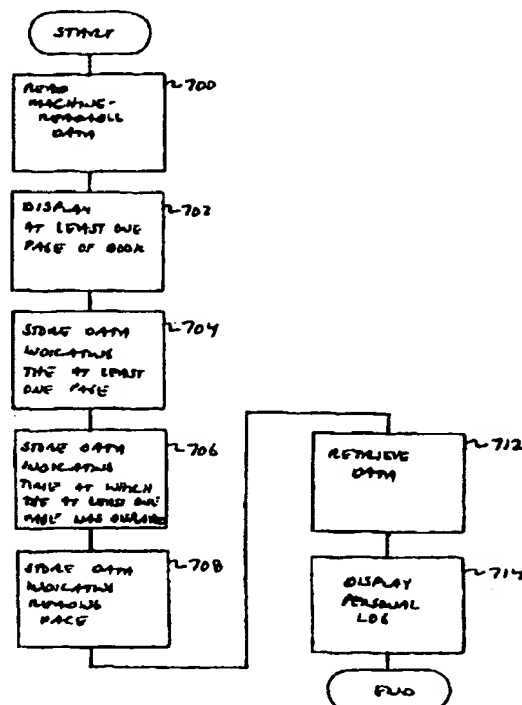 START
READ
MACHINE-
READABLE
DATA
700
DISPLAY
AT LEAST ONE
PAGE OF BOOK
702
STORE DATA
INDICATING
THE AT LEAST
ONE PAGE
704
STORE DATA
INDICATING
TIME AT WHICH
THE AT LEAST ONE
PAGE WAS DISPLAYED
706
STORE DATA
INDICATING
READING
PACE
708
RETRIEVE
DATA
712
DISPLAY
PERSONAL
LOG
714
END